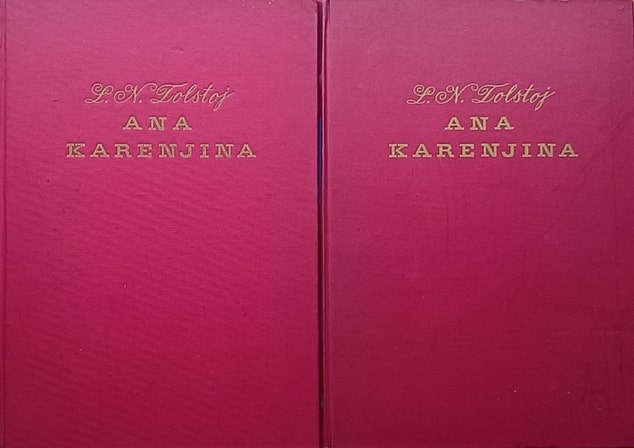 L. N. Tolstoj
ANA
KARENJINA
L. N. Tolstoj
ANA
KARENJINA